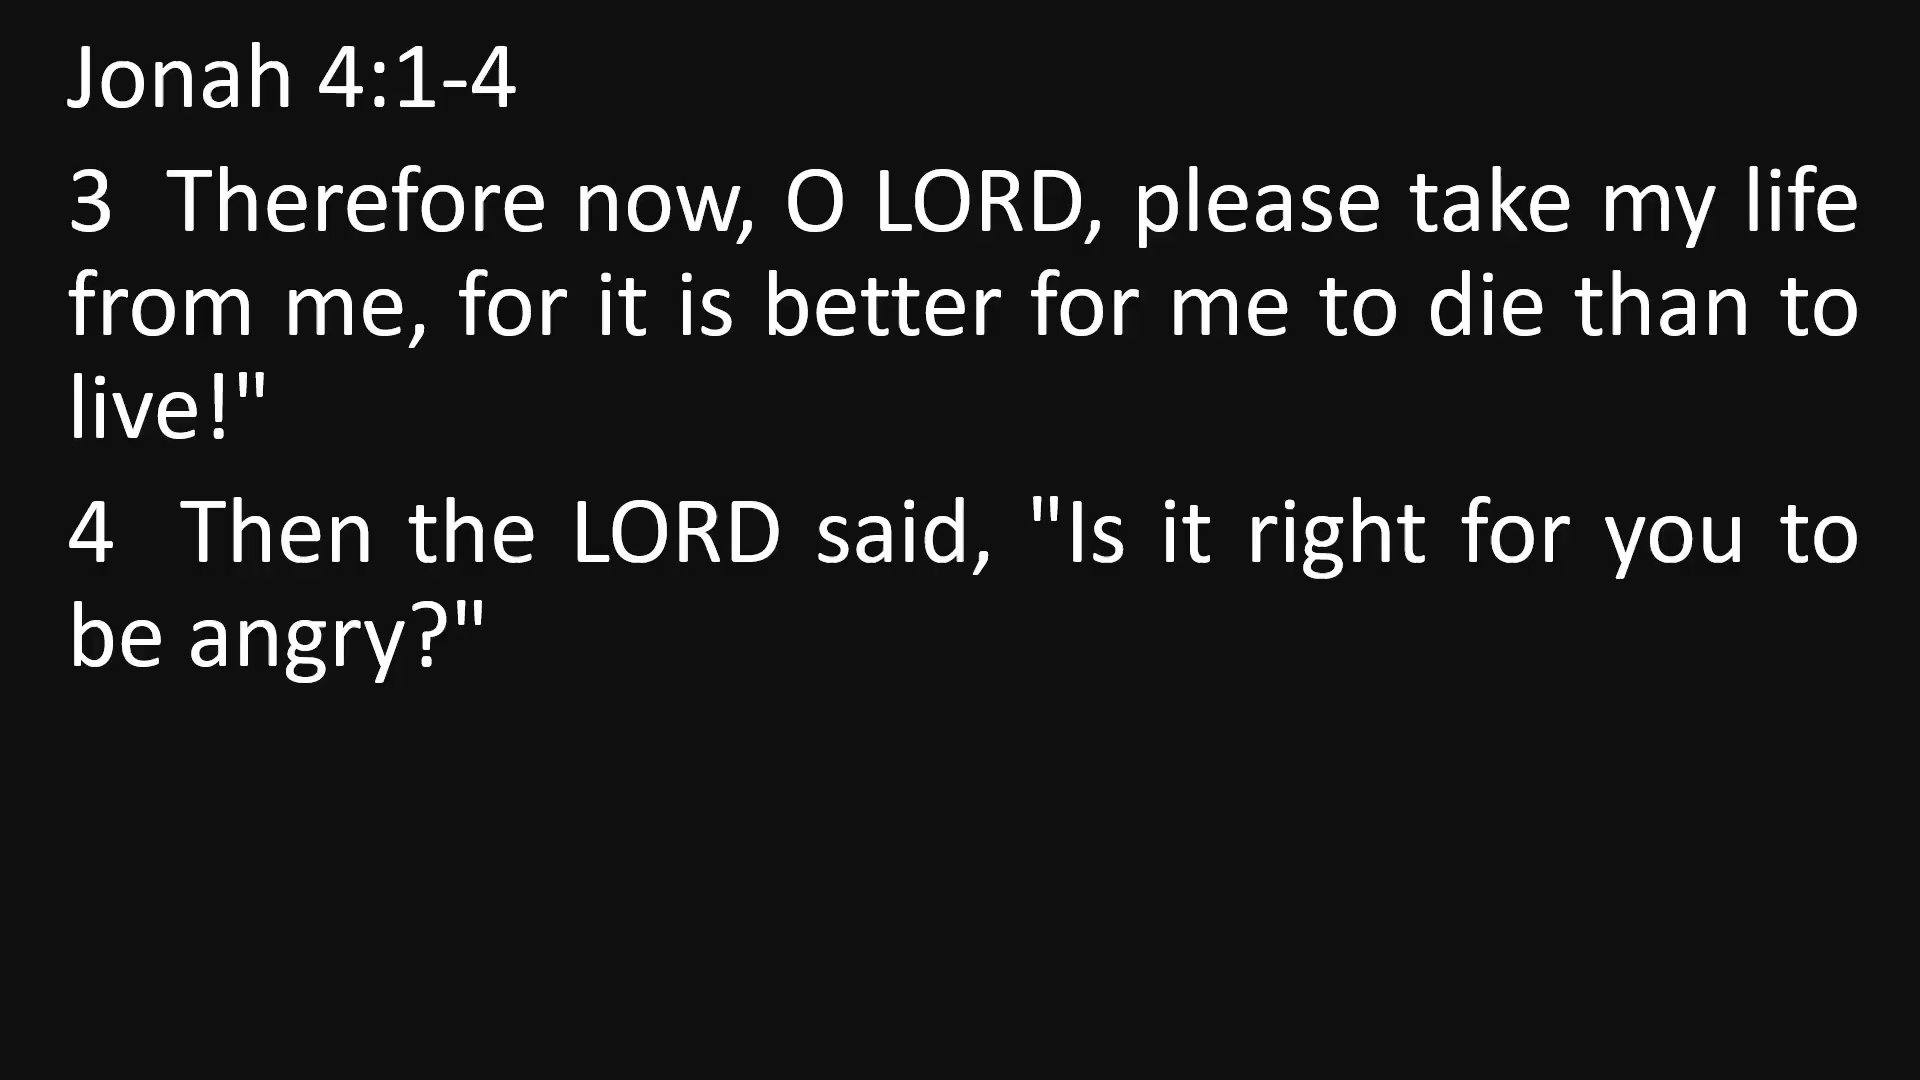 Jonah 4:1-4
3 Therefore now, O LORD, please take my life
from me, for it is better for me to die than to
live!"
4 Then the LORD said, "Is it right for you to
be angry?"